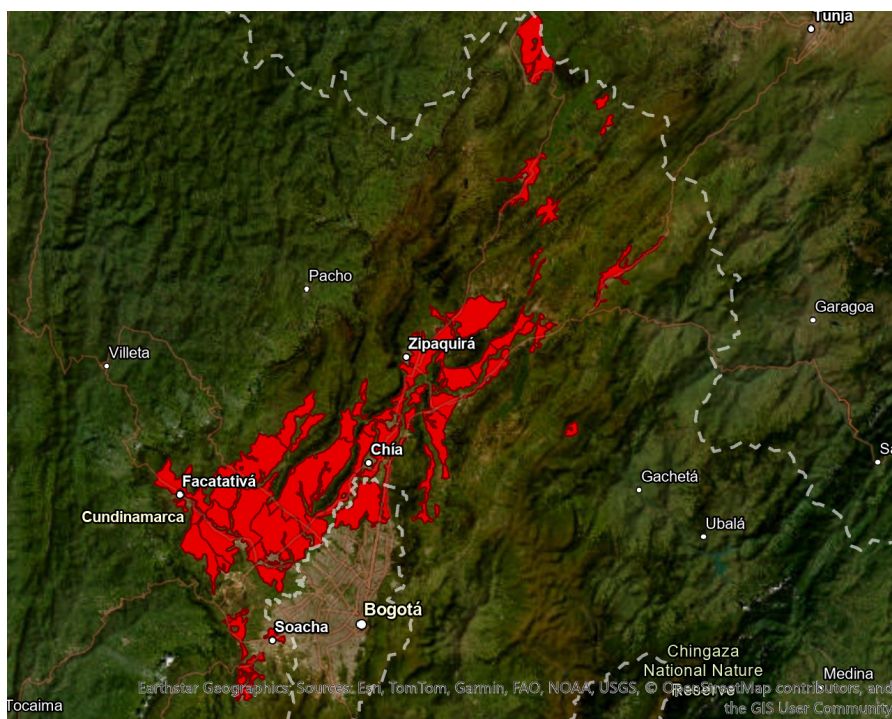 Tunja
Pacho
Garagoa
Zipaquirá
Villeta
Chía
Facatativá
Gachetá
Cundinamarca
Ubalá
Bogotá
Soacha
Chingaza
National Nature
Reserve
Medina
Tocaima
Earthstar Geographics, Sources: Esri, TomTom, Garmin, FAO, NOAA, USGS, © OpenStreetMap contributors, and
the GIS User Community